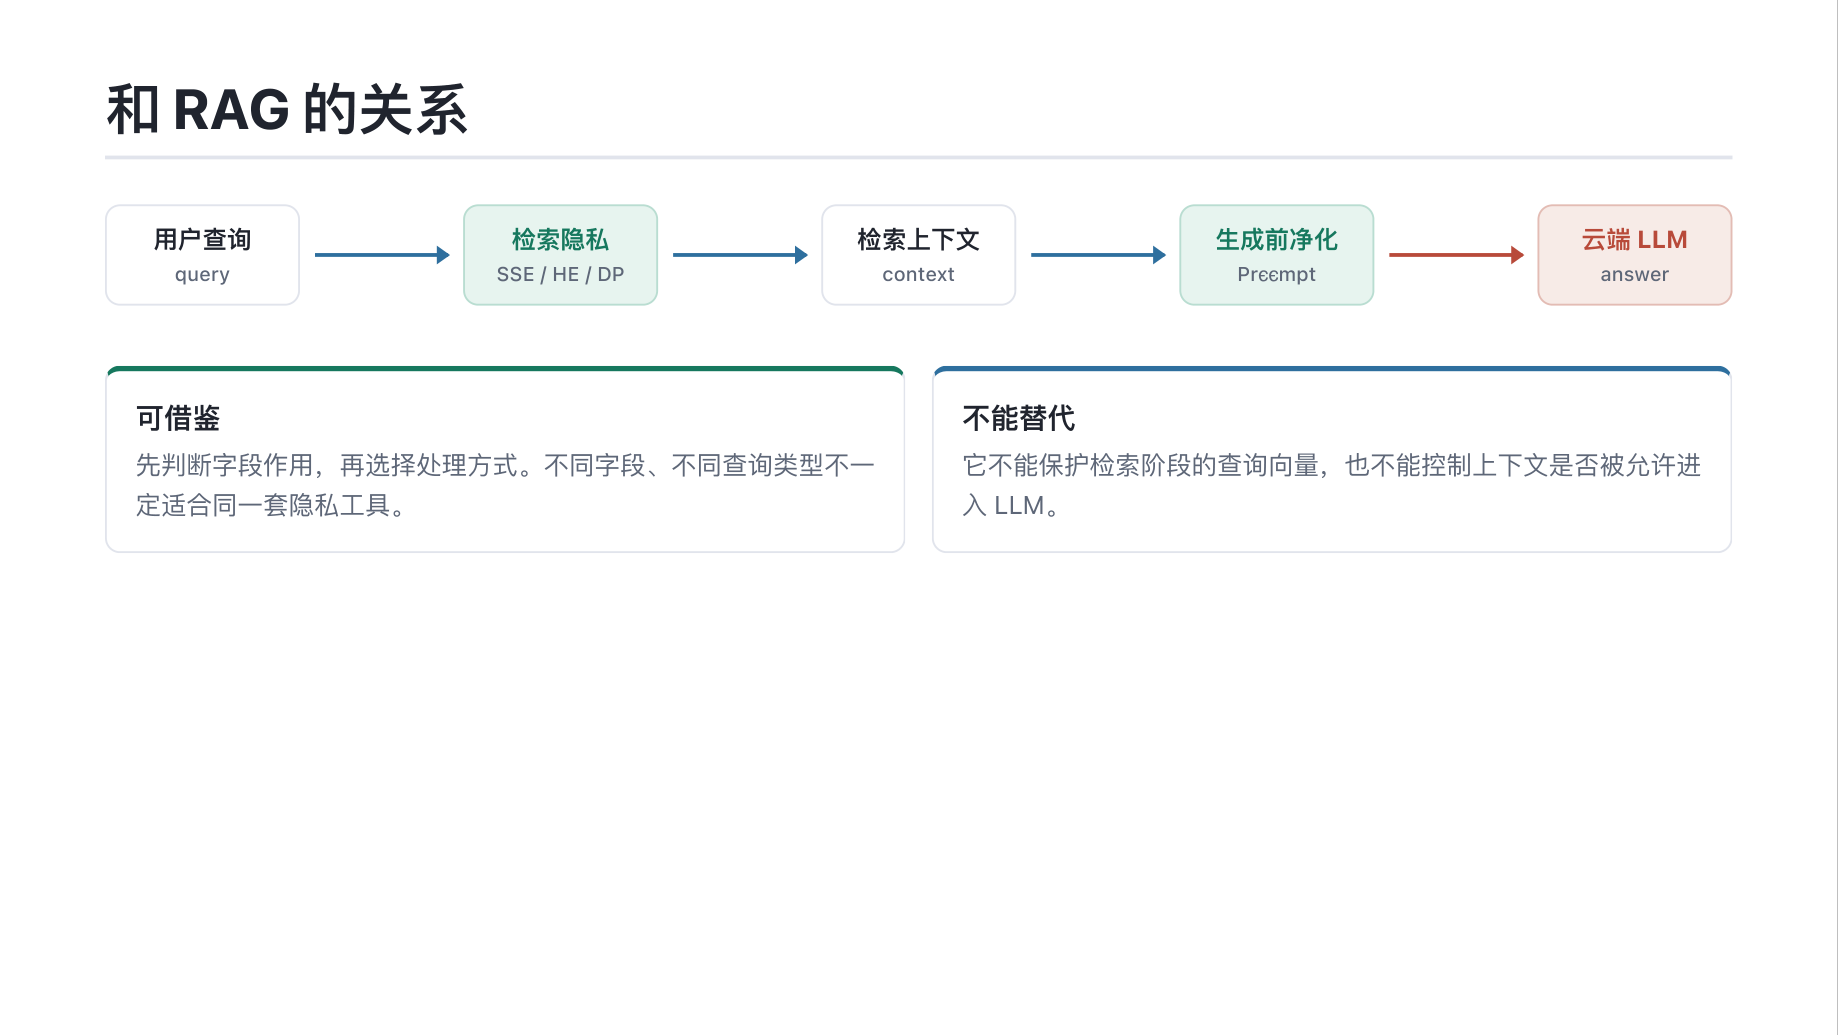 和 RAG 的关系
用户查询
query
检索隐私
SSE / HE / DP
检索上下文
context
生成前净化
Prϵϵmpt
云端 LLM
answer
可借鉴
先判断字段作用，再选择处理方式。不同字段、不同查询类型不一
定适合同一套隐私工具。
不能替代
它不能保护检索阶段的查询向量，也不能控制上下文是否被允许进
入 LLM。